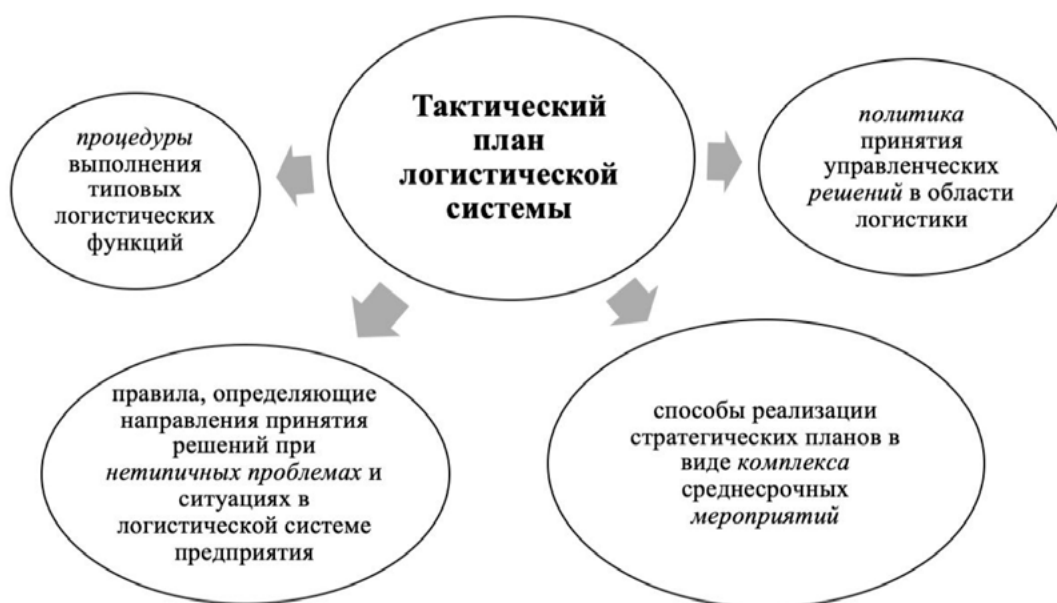 Тактический
план
логистической
системы
процедуры
выполнения
типовых
логистических
функций
политика
принятия
управленческих
решений в области
логистики
правила, определяющие
направления принятия
решений при
нетипичных проблемах и
ситуациях в
логистической системе
предприятия
способы реализации
стратегических планов в
виде комплекса
среднесрочных
мероприятий